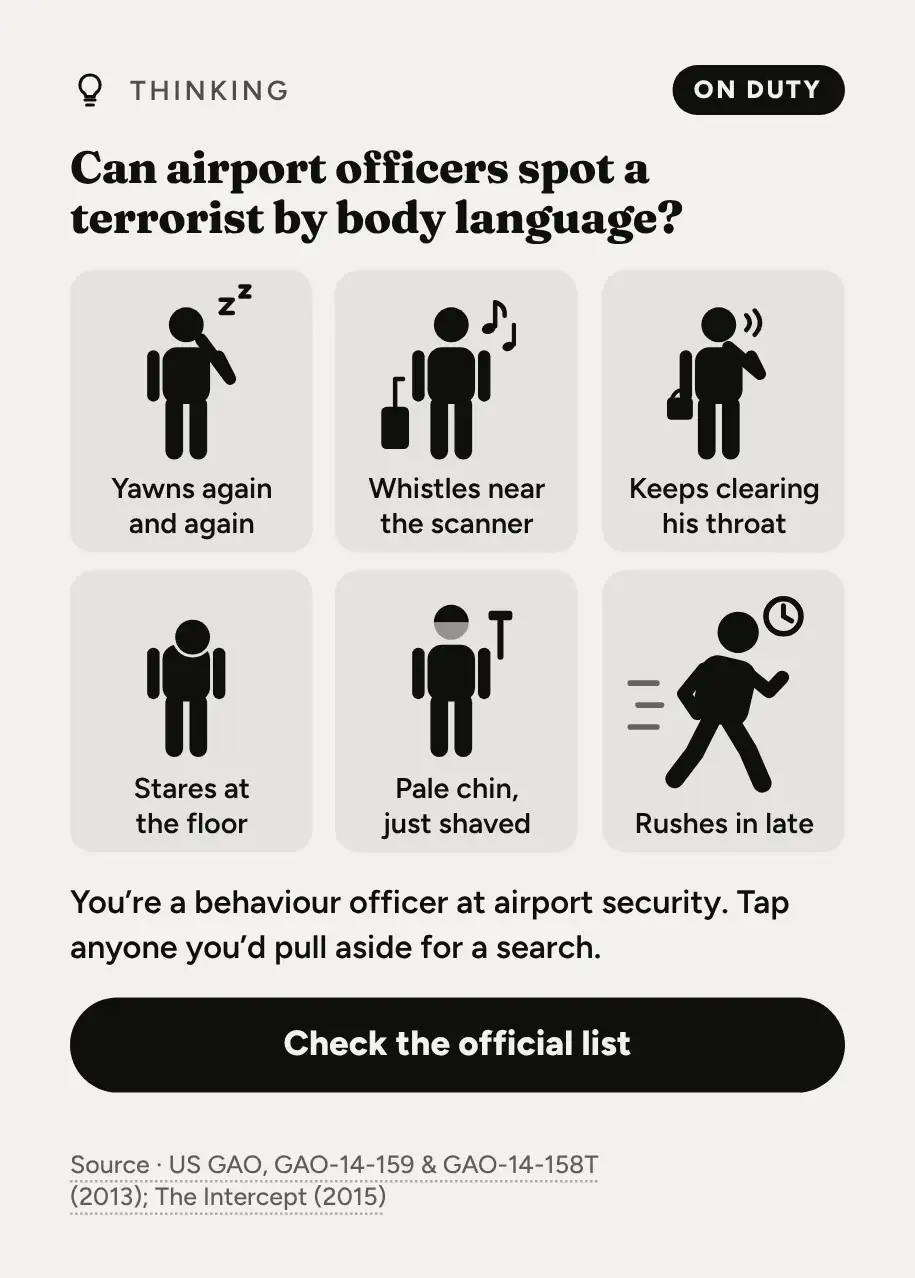 THINKING
ON DUTY
Can airport officers spot a
terrorist by body language?
z z
Yawns again
and again
Whistles near
the scanner
Keeps clearing
his throat
Stares at
the floor
Pale chin,
just shaved
Rushes in late
You’re a behaviour officer at airport security. Tap
anyone you’d pull aside for a search.
Check the official list
Source · US GAO, GAO-14-159 & GAO-14-158T
(2013); The Intercept (2015)